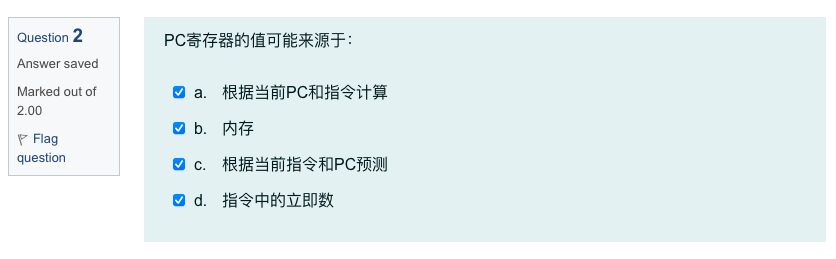 Question 2
Answer saved
Marked out of
2.00
Flag
question
PC寄存器的值可能来源于：
a. 根据当前PC和指令计算
b. 内存
c. 根据当前指令和PC预测
d. 指令中的立即数